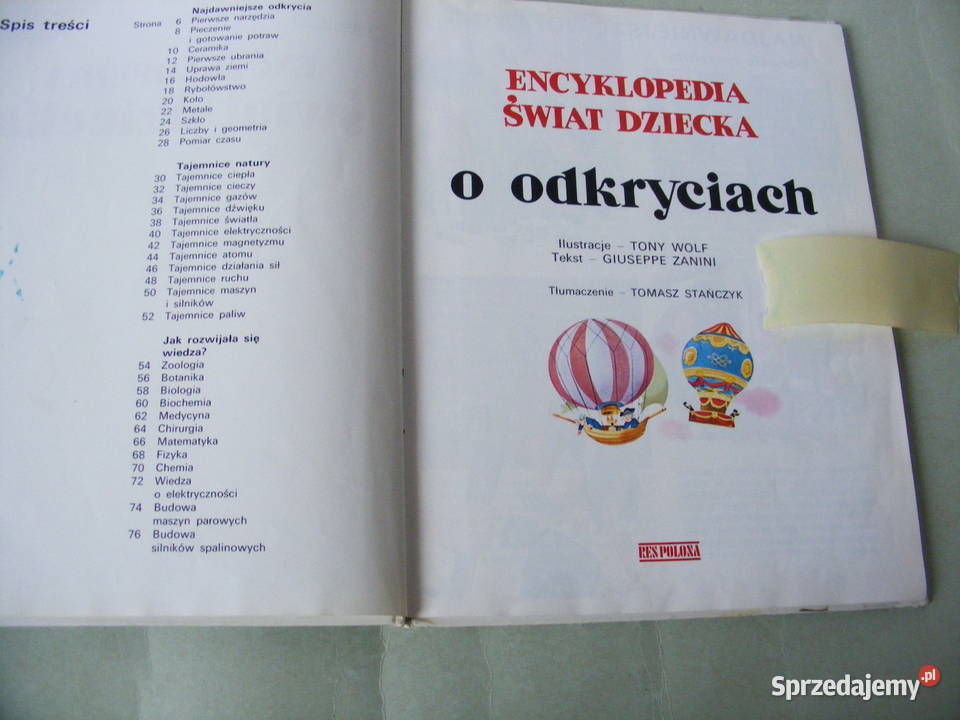 Spis treści
Strona
Najdawniejsze odkrycia
6 Pierwsze narzędzia
8 Pieczenie
i gotowanie potraw
10 Ceramika
12 Pierwsze ubrania
14 Uprawa ziemi
16 Hodowla
18 Rybołówstwo
20 Koło
22 Metale
24 Szkło
26 Liczby i geometria
28 Pomiar czasu
Tajemnice natury
30 Tajemnice ciepła
32 Tajemnice cieczy
34 Tajemnice gazów
36 Tajemnice dźwięku
38 Tajemnice światła
40 Tajemnice elektryczności
42 Tajemnice magnetyzmu
44 Tajemnice atomu
46 Tajemnice działania sił
48 Tajemnice ruchu
50 Tajemnice maszyn
i silników
52 Tajemnice paliw
Jak rozwijała się
wiedza?
54 Zoologia
56 Botanika
58 Biologia
60 Biochemia
62 Medycyna
64 Chirurgia
66 Matematyka
68 Fizyka
70 Chemia
72 Wiedza
o elektryczności
74 Budowa
maszyn parowych
76 Budowa
silników spalinowych
ENCYKLOPEDIA
ŚWIAT DZIECKA
o odkryciach
Ilustracje – TONY WOLF
Tekst – GIUSEPPE ZANINI
Tłumaczenie – TOMASZ STAŃCZYK
RES POLONA
Sprzedajemy.pl